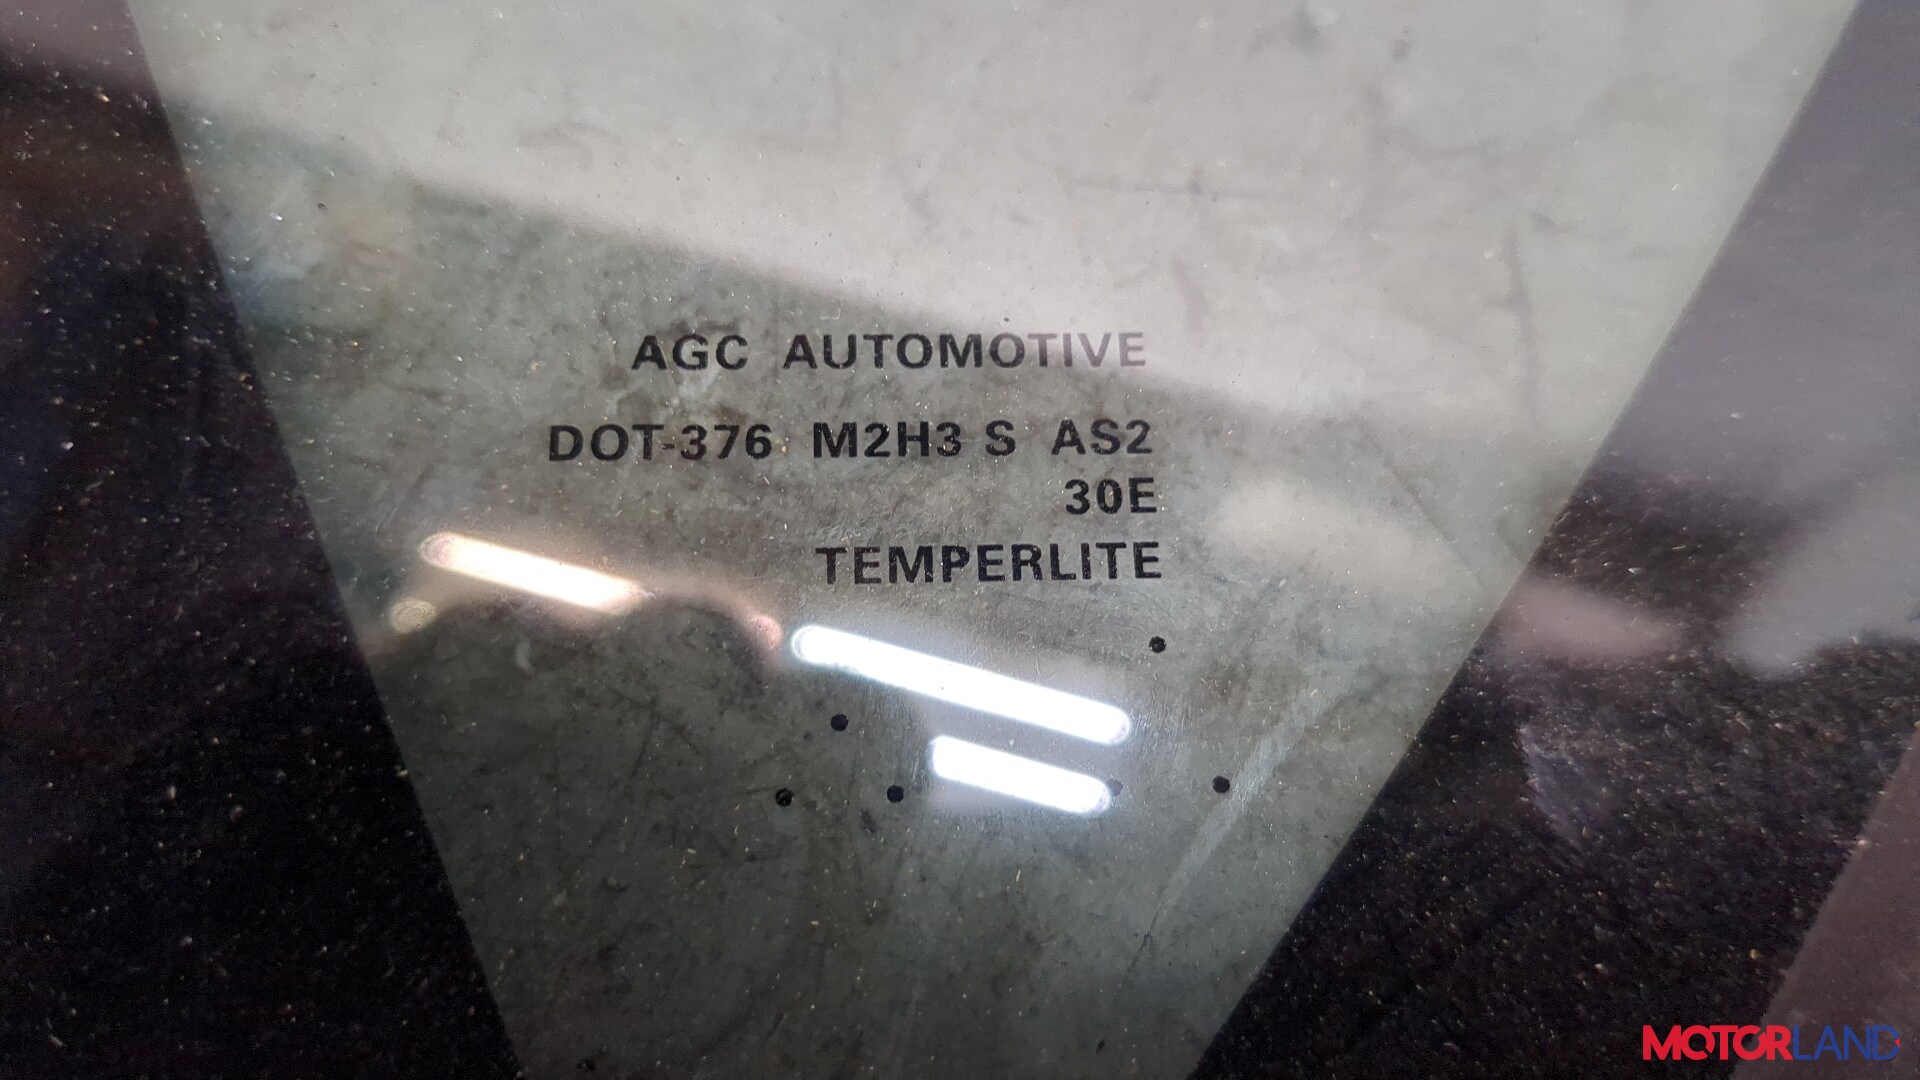 AGC AUTOMOTIVE
DOT-376 M2H3 S AS2
30E
TEMPERLITE
MOTORLAND